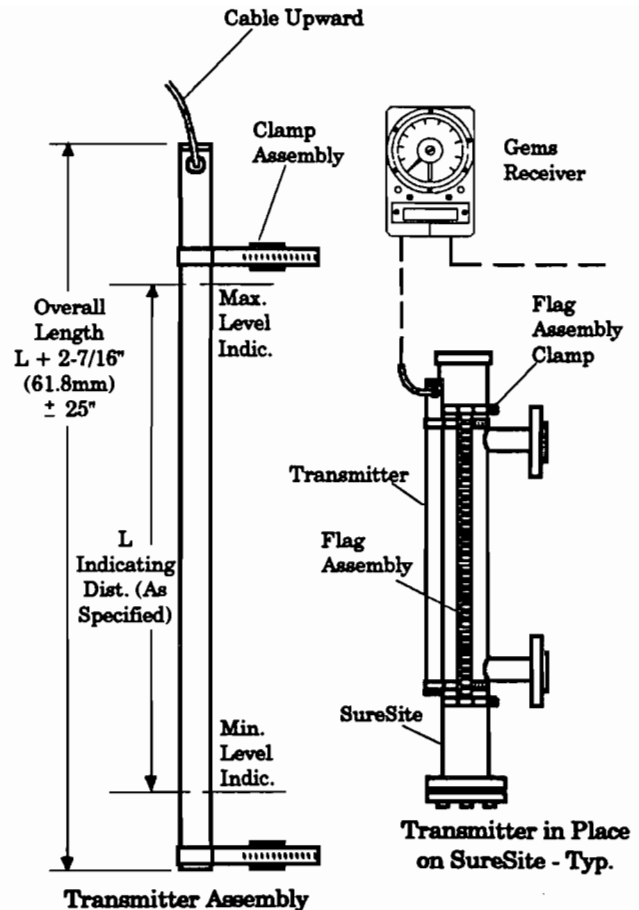 Cable Upward
Clamp
Assembly
Gems
Receiver
Overall
Length
L + 2-7/16"
(61.8mm)
± 25"
Max.
Level
Indic.
Flag
Assembly
Clamp
Transmitter
L
Indicating
Dist. (As
Specified)
Flag
Assembly
Min.
Level
Indic.
SureSite
Transmitter in Place
on SureSite - Typ.
Transmitter Assembly